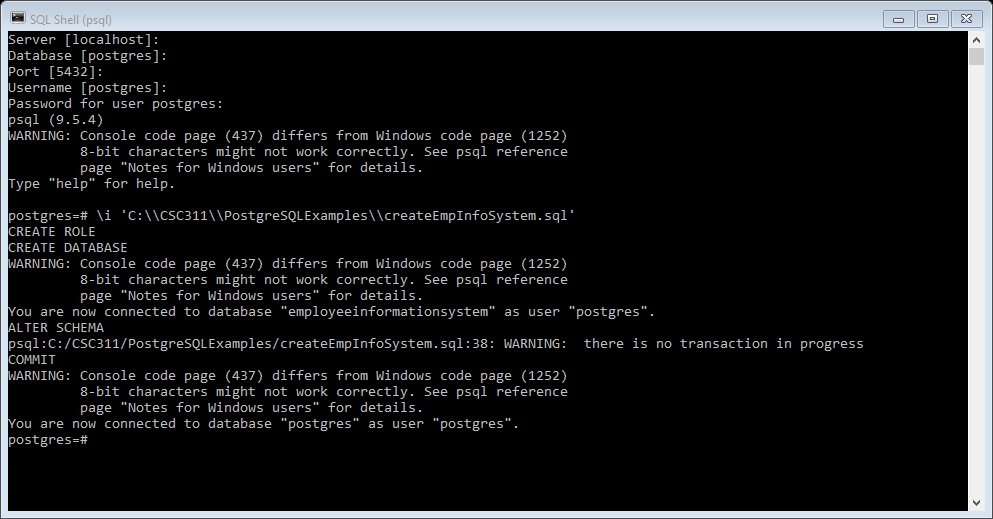 SQL Shell (psql)
Server [localhost]:
Database [postgres]:
Port [5432]:
Username [postgres]:
Password for user postgres:
psql (9.5.4)
WARNING: Console code page (437) differs from Windows code page (1252)
         8-bit characters might not work correctly. See psql reference
         page "Notes for Windows users" for details.
Type "help" for help.

postgres=# \i 'C:\\CSC311\\PostgreSQLExamples\\createEmpInfoSystem.sql'
CREATE ROLE
CREATE DATABASE
WARNING: Console code page (437) differs from Windows code page (1252)
         8-bit characters might not work correctly. See psql reference
         page "Notes for Windows users" for details.
You are now connected to database "employeeinformationsystem" as user "postgres".
ALTER SCHEMA
psql:C:/CSC311/PostgreSQLExamples/createEmpInfoSystem.sql:38: WARNING:  there is no transaction in progress
COMMIT
WARNING: Console code page (437) differs from Windows code page (1252)
         8-bit characters might not work correctly. See psql reference
         page "Notes for Windows users" for details.
You are now connected to database "postgres" as user "postgres".
postgres=#